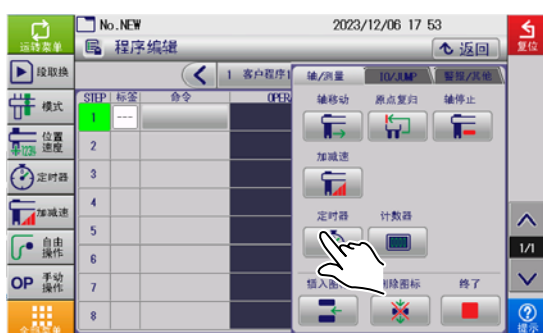 运转菜单
No.NEW
2023/12/06 17 53
复位
程序编辑
返回
段取换
1 客户程序1
轴/测量
IO/JUMP
警报/其他
模式
STEP
标签
命令
OPER
轴移动
原点复归
轴停止
1
---
位置
速度
2
定时器
3
加减速
加减速
4
定时器
计数器
5
自由
操作
6
1/1
OP
手动
操作
7
插入图
删除图标
终了
8
提示